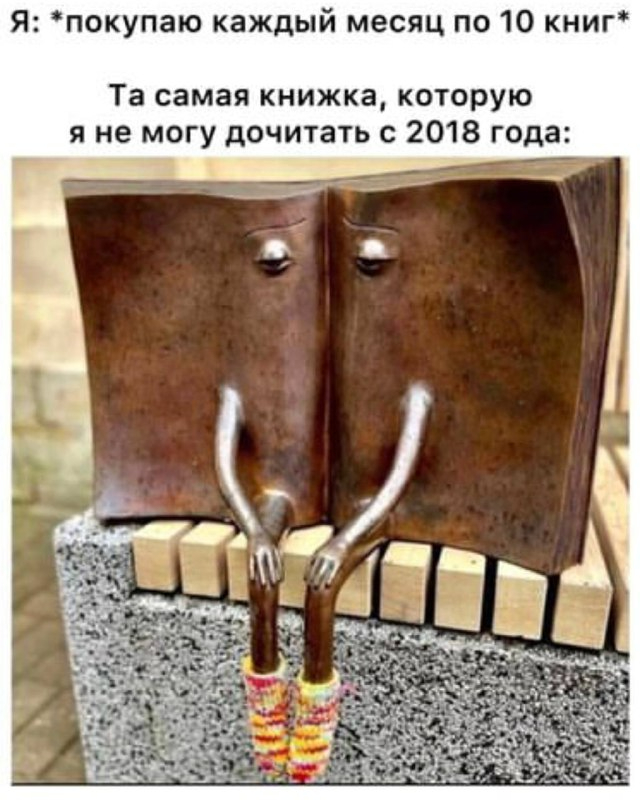 Я: *покупаю каждый месяц по 10 книг*
Та самая книжка, которую
я не могу дочитать с 2018 года: